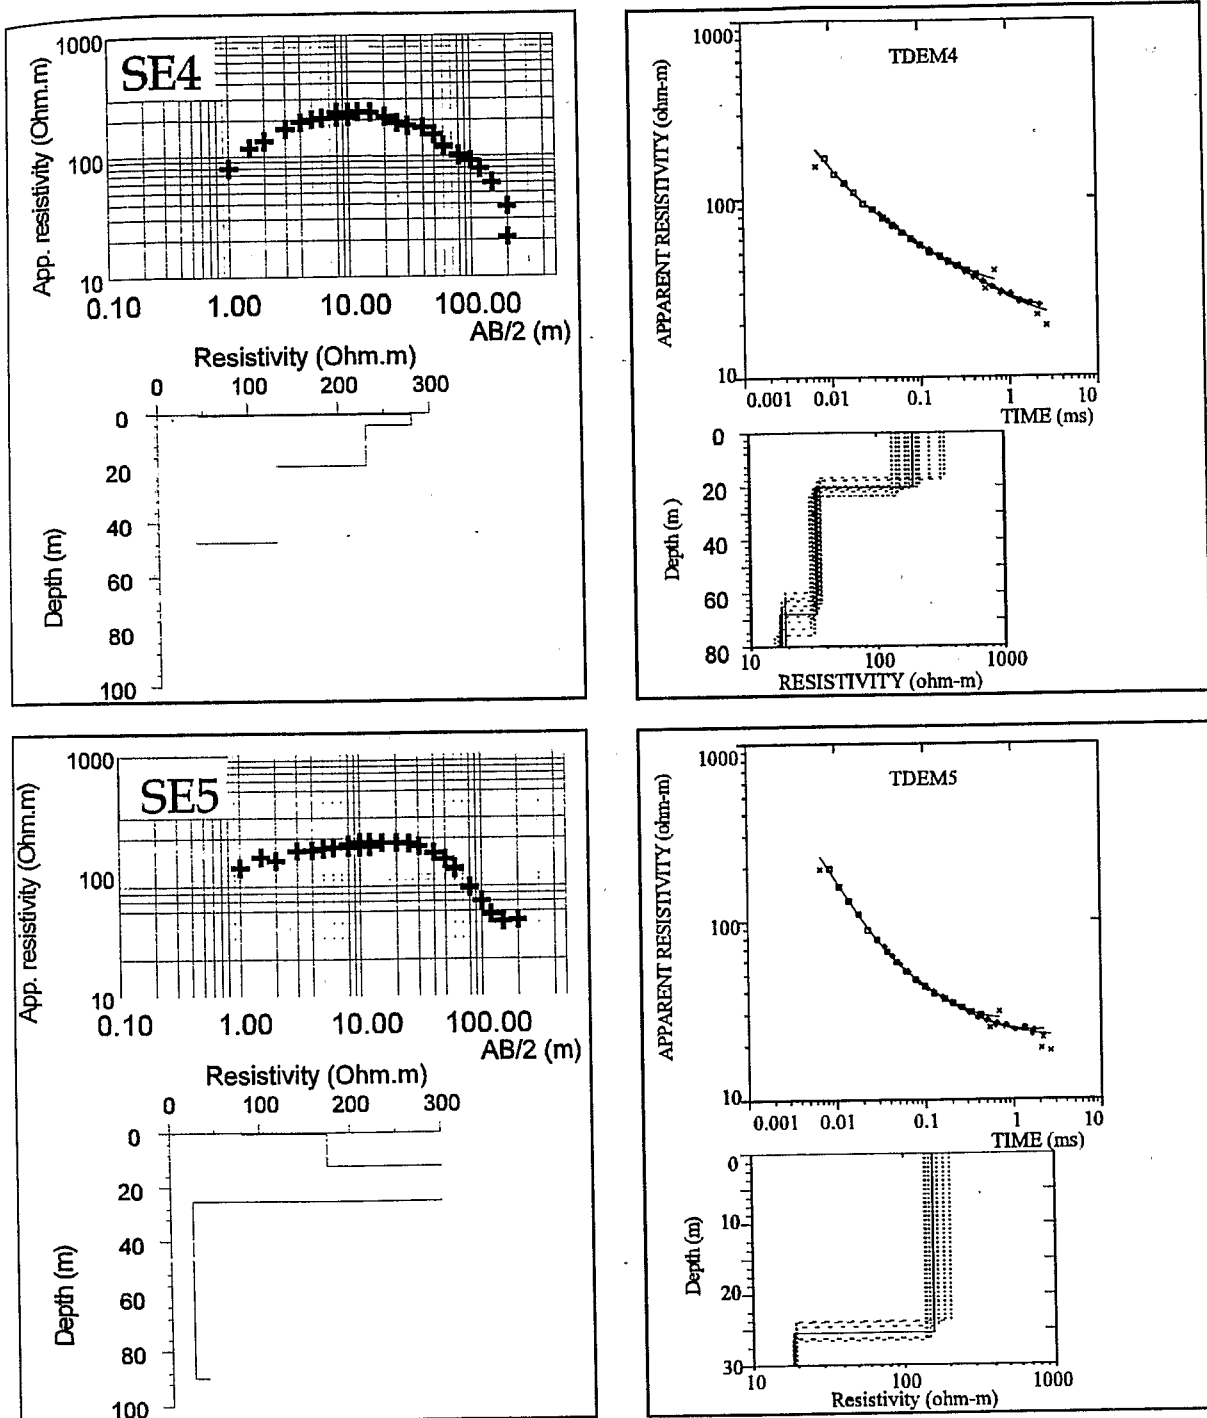 SE4
App. resistivity (Ohm.m)
1000
100
10
0.10 1.00 10.00 100.00
AB/2 (m)
Resistivity (Ohm.m)
0 100 200 300
Depth (m)
0
20
40
60
80
100
TDEM4
APPARENT RESISTIVITY (ohm-m)
1000
100
10
0.001 0.01 0.1 1 10
TIME (ms)
Depth (m)
0
20
40
60
80
10 100 1000
RESISTIVITY (ohm-m)
SE5
App. resistivity (Ohm.m)
1000
100
10
0.10 1.00 10.00 100.00
AB/2 (m)
Resistivity (Ohm.m)
0 100 200 300
Depth (m)
0
20
40
60
80
100
TDEM5
APPARENT RESISTIVITY (ohm-m)
1000
100
10
0.001 0.01 0.1 1 10
TIME (ms)
Depth (m)
0
10
20
30
10 100 1000
Resistivity (ohm-m)